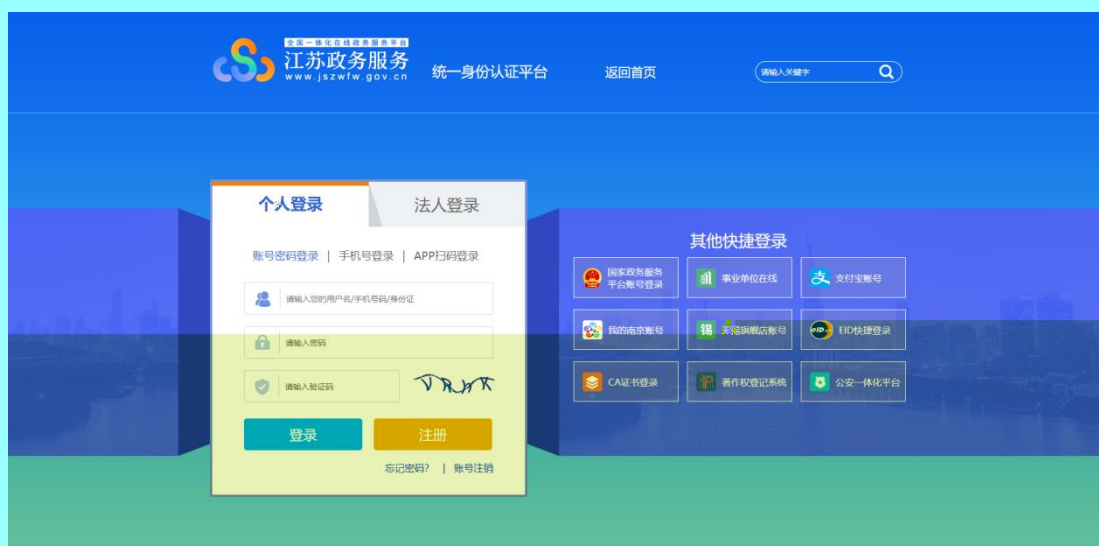 全国一体化在线政务服务平台
江苏政务服务
www.jszwfw.gov.cn
统一身份认证平台
返回首页
请输入关键字
个人登录
法人登录
账号密码登录 | 手机号登录 | APP扫码登录
请输入您的用户名/手机号码/身份证
请输入密码
请输入验证码
登录
注册
忘记密码? | 账号注销
其他快捷登录
国家政务服务
平台账号登录
事业单位在线
支
支付宝账号
我的南京账号
锡
无锡旗舰店账号
eID
EID快捷登录
CA证书登录
著作权登记系统
公安一体化平台